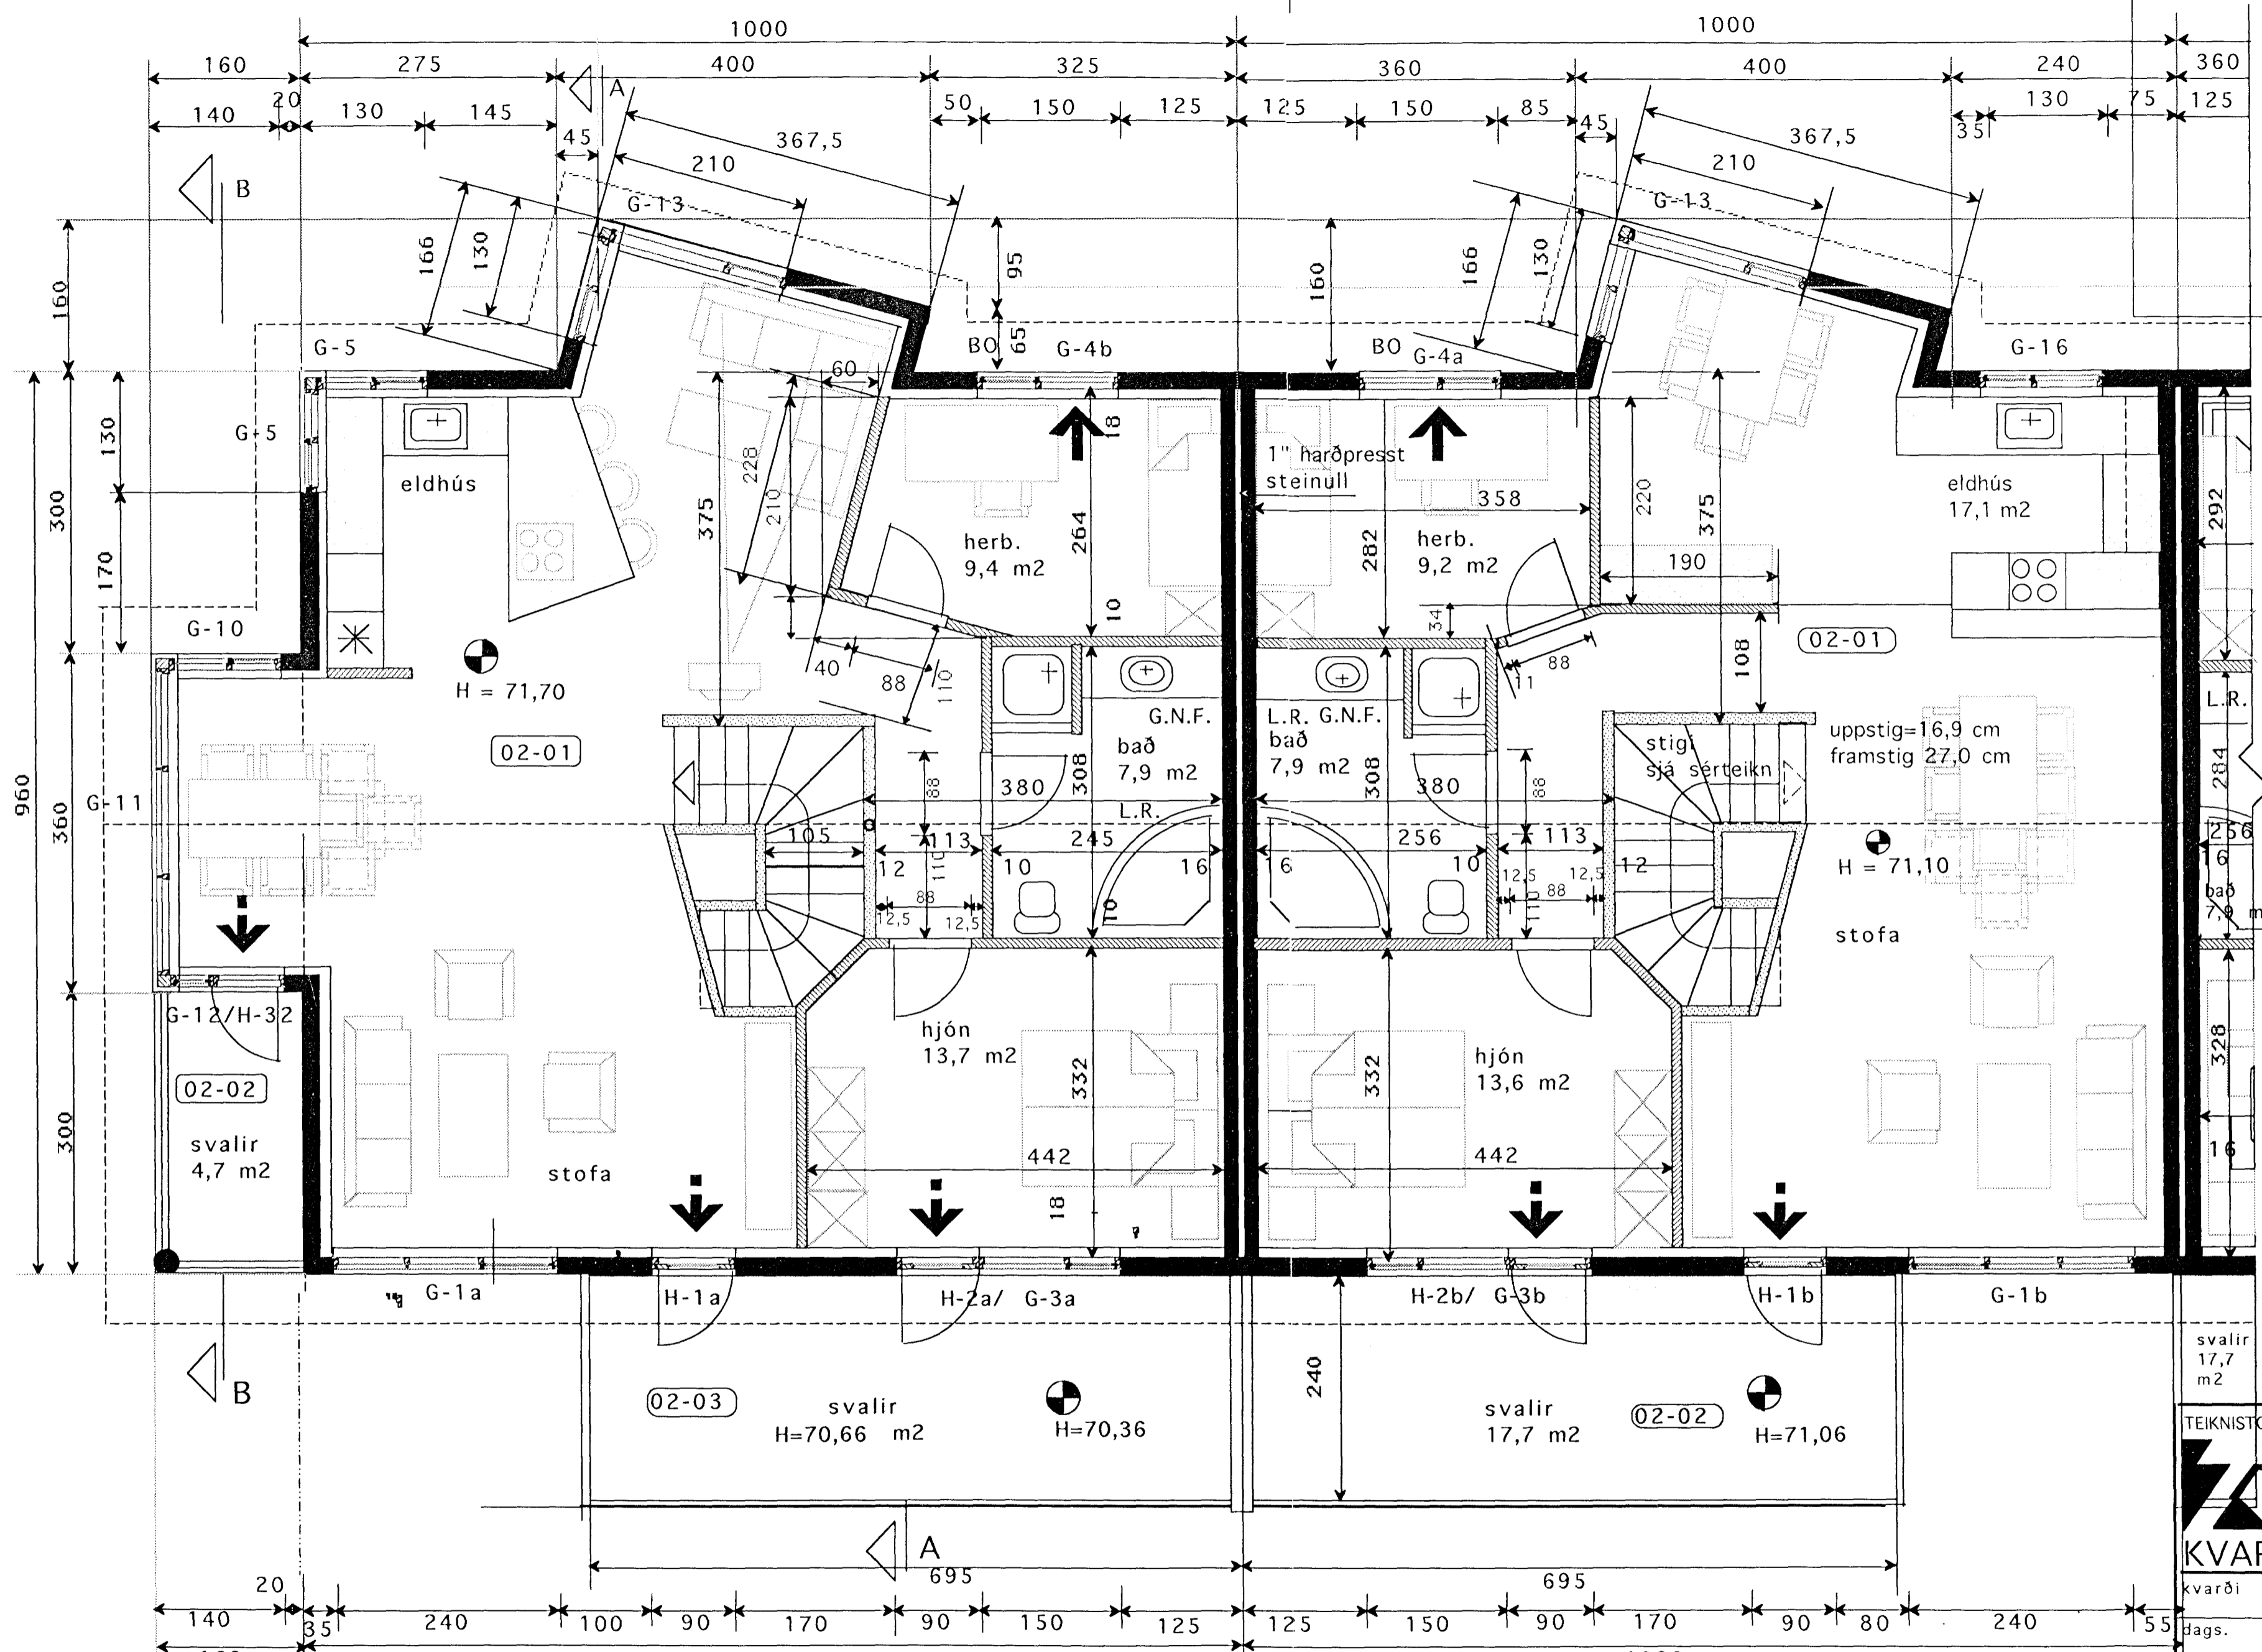 1000 1000
160 275 400 325 360 400 240 360
140 20 130 145 A 50 150 125 125 150 85 130 75 125
45 367,5 45 367,5 35
B 210 210
G-13 G-13
166 130 95 160 166 130
160
G-5 BO 65 G-4b BO G-4a G-16
60
130 G-5 18
228 1" harðpresst
steinull
eldhús 358 eldhús
17,1 m2
300 375 210 264 220 375 292
herb.
9,4 m2
282 herb.
9,2 m2
170 190
10 34
G-10 02-01
40 88 110 88 11 108
H = 71,70
G.N.F. L.R. G.N.F. L.R.
02-01 bað
7,9 m2
bað
7,9 m2
stigi
sjá sérteikn
uppstig=16,9 cm
framstig 27,0 cm
960 360 G-11 88 380 308 308 380 88 284
L.R.
105 113 245 256 113 256
12 110 10 16 16 10 12,5 12,5 12 H = 71,10 16
88 88 bað
12,5 12,5 10 110 7,9 m
stofa
G-12/H-32 hjón
13,7 m2
hjón
13,6 m2
02-02 332 332 328
300 svalir
4,7 m2
stofa 442 442 16
18
G-1a H-1a H-2a/ G-3a H-2b/ G-3b H-1b G-1b
svalir
17,7
m2
B 240
02-03 svalir
H=70,66 m2
H=70,36 svalir
17,7 m2
02-02 H=71,06
TEIKNISTO
A KVAR
695 695
kvarði
20
140 35 240 100 90 170 90 150 125 125 150 90 170 90 80 240 55
dags.